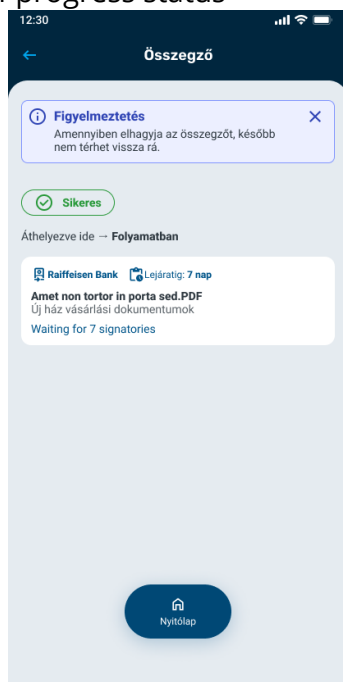 progress status
12:30
Összegző
Figyelmeztetés
Amennyiben elhagyja az összegzőt, később
nem térhet vissza rá.
Sikeres
Áthelyezve ide → Folyamatban
Raiffeisen Bank Lejáratig: 7 nap
Amet non tortor in porta sed.PDF
Új ház vásárlási dokumentumok
Waiting for 7 signatories
Nyitólap